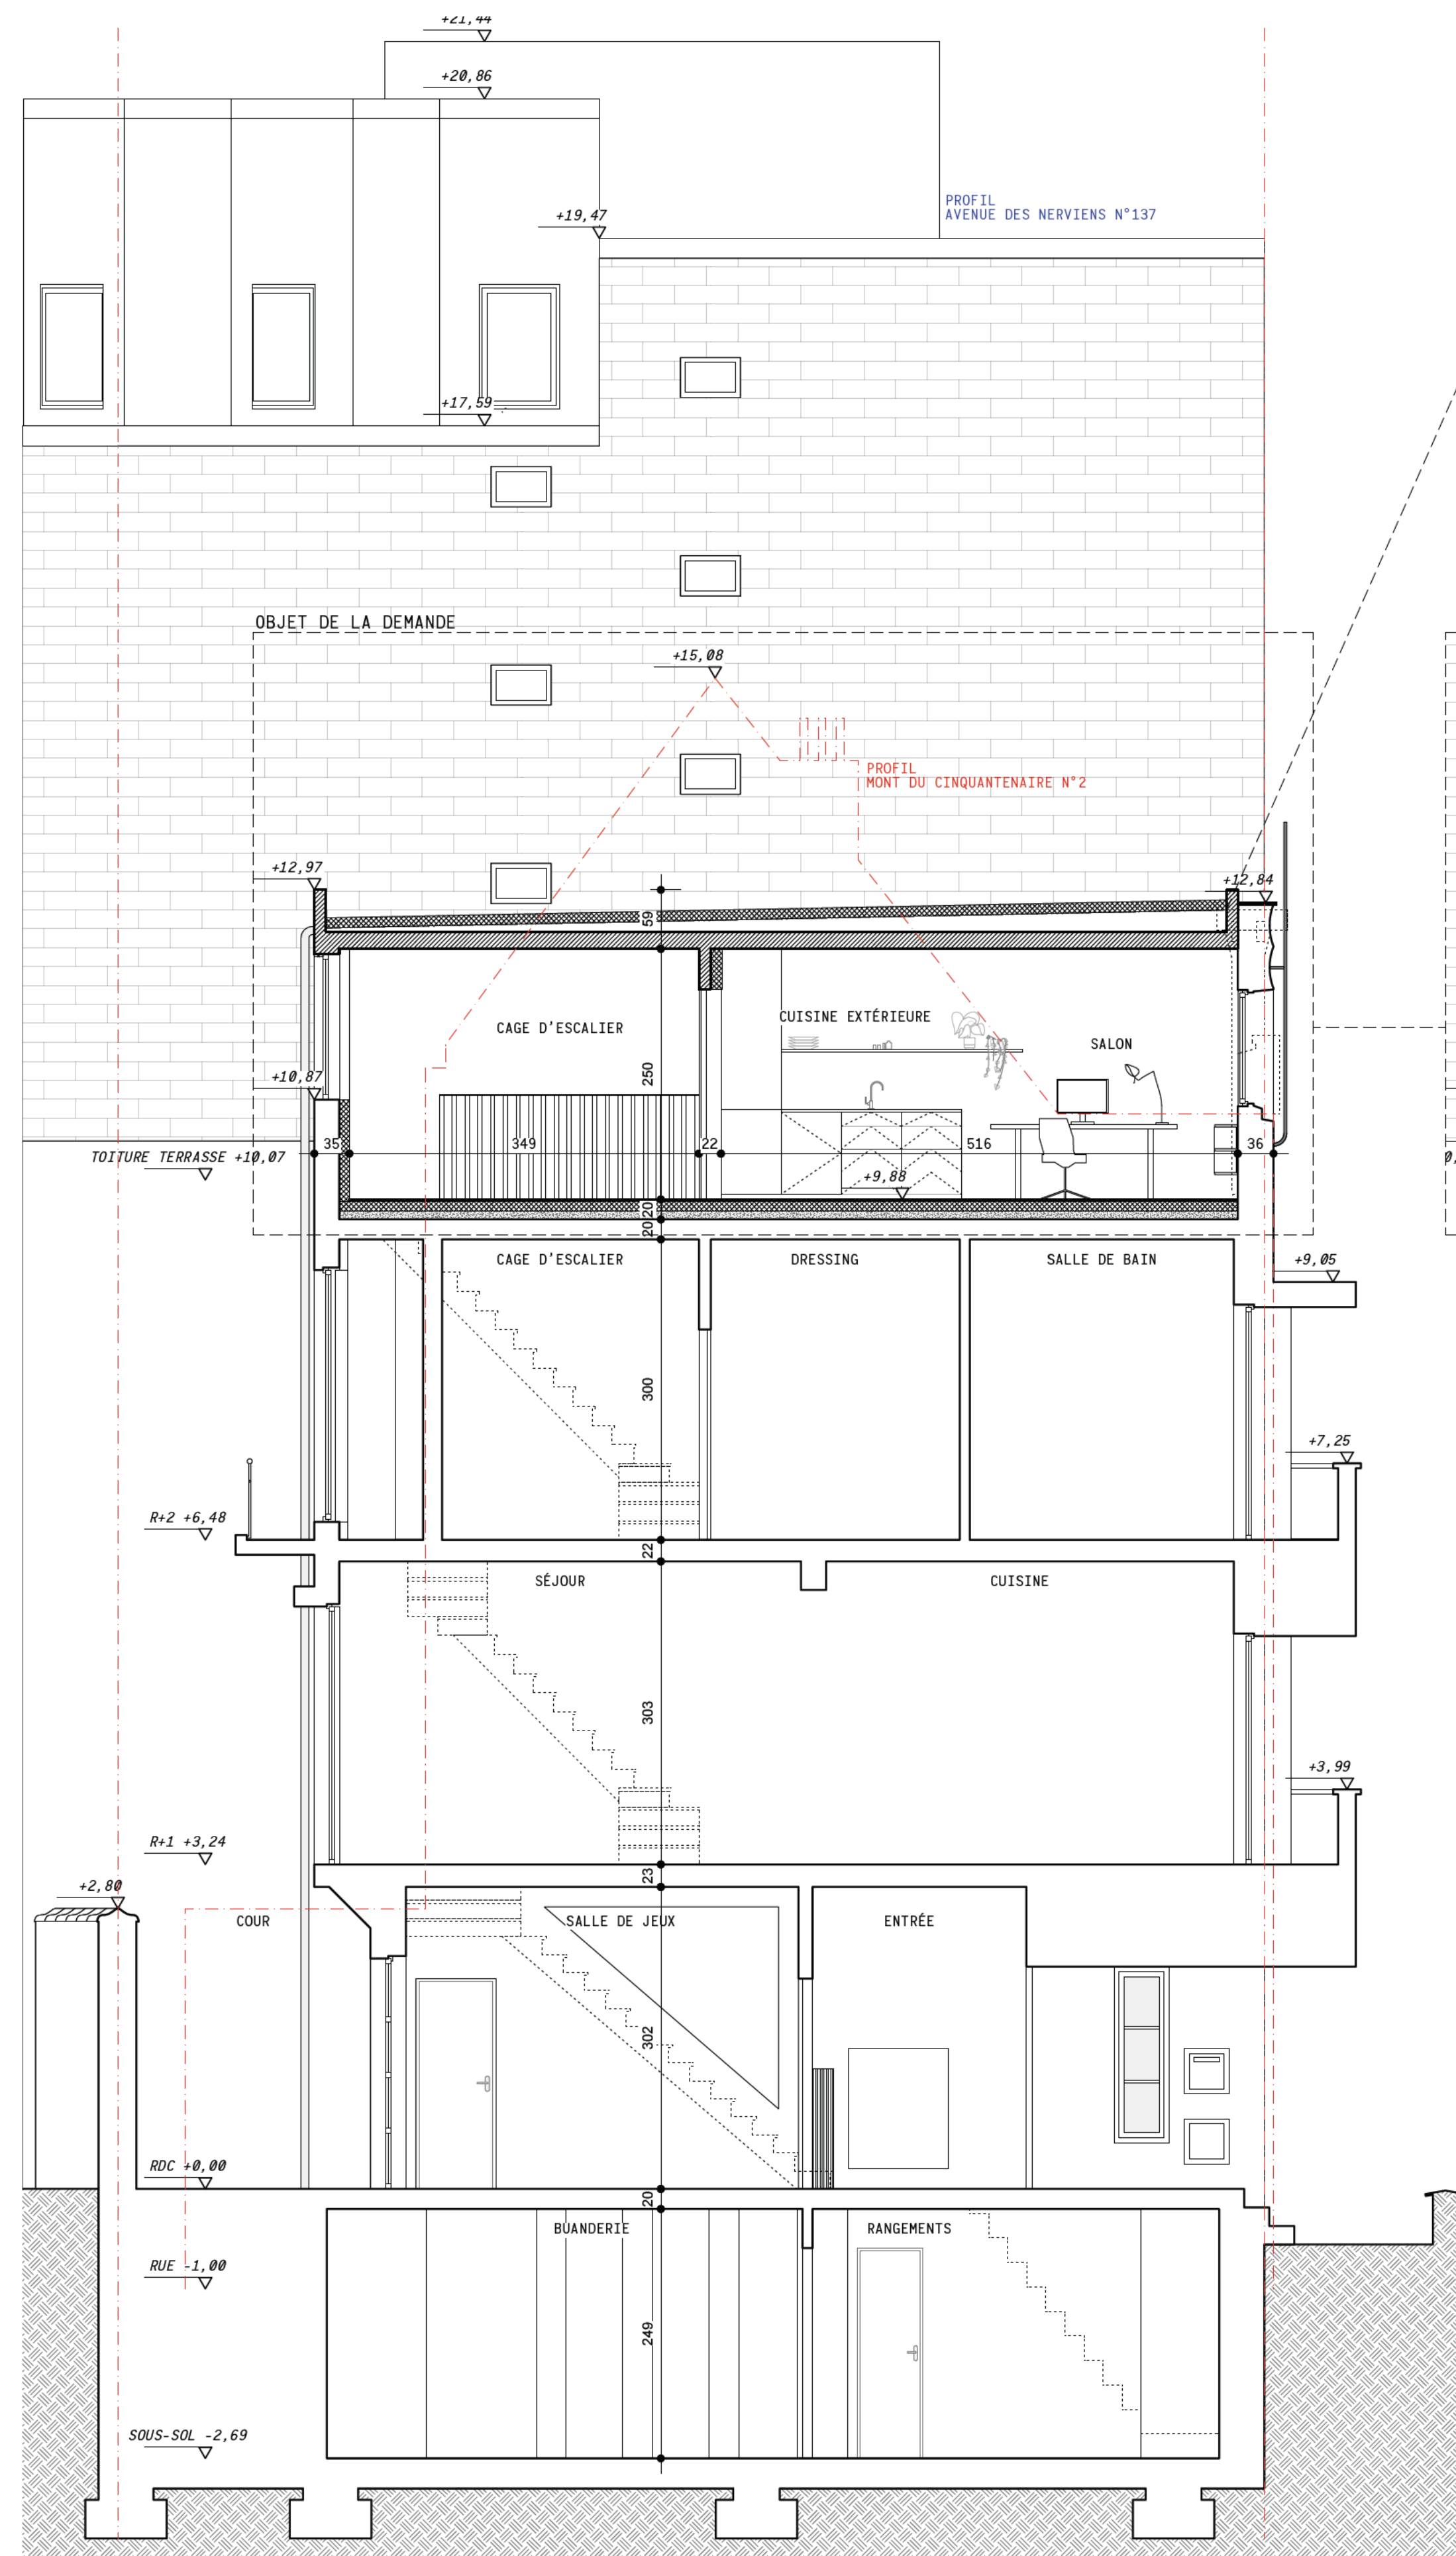 +21,44
+20,86
PROFIL
AVENUE DES NERVIENS N°137
+19,47
+17,59
OBJET DE LA DEMANDE
+15,08
PROFIL
MONT DU CINQUANTENAIRE N°2
+12,97
+12,84
59
CUISINE EXTÉRIEURE
CAGE D'ESCALIER
SALON
250
+10,87
35
349
22
516
36
TOITURE TERRASSE +10,07
+9,88
20
20
CAGE D'ESCALIER
DRESSING
SALLE DE BAIN
+9,05
300
+7,25
R+2 +6,48
22
SÉJOUR
CUISINE
303
+3,99
R+1 +3,24
23
+2,80
COUR
SALLE DE JEUX
ENTRÉE
302
RDC +0,00
20
BUANDERIE
RANGEMENTS
RUE -1,00
249
SOUS-SOL -2,69